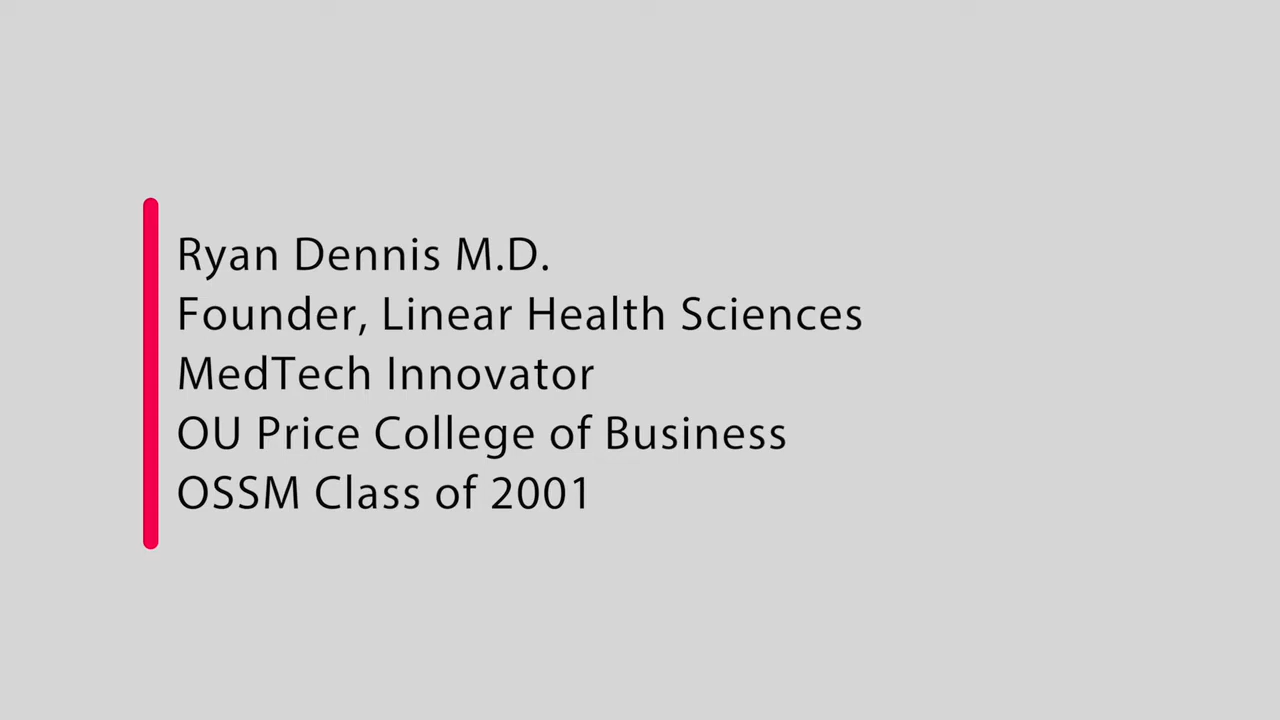 Ryan Dennis M.D.
Founder, Linear Health Sciences
MedTech Innovator
OU Price College of Business
OSSM Class of 2001